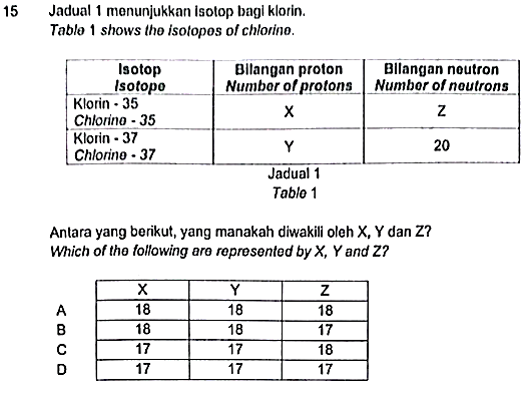 15 Jadual 1 menunjukkan isotop bagi klorin.
Table 1 shows the isotopes of chlorine.
Isotop Bilangan proton Bilangan neutron
Isotope Number of protons Number of neutrons
Klorin - 35 X Z
Chlorine - 35
Klorin - 37 Y 20
Chlorine - 37
Jadual 1
Table 1
Antara yang berikut, yang manakah diwakili oleh X, Y dan Z?
Which of the following are represented by X, Y and Z?
X Y Z
A 18 18 18
B 18 18 17
C 17 17 18
D 17 17 17